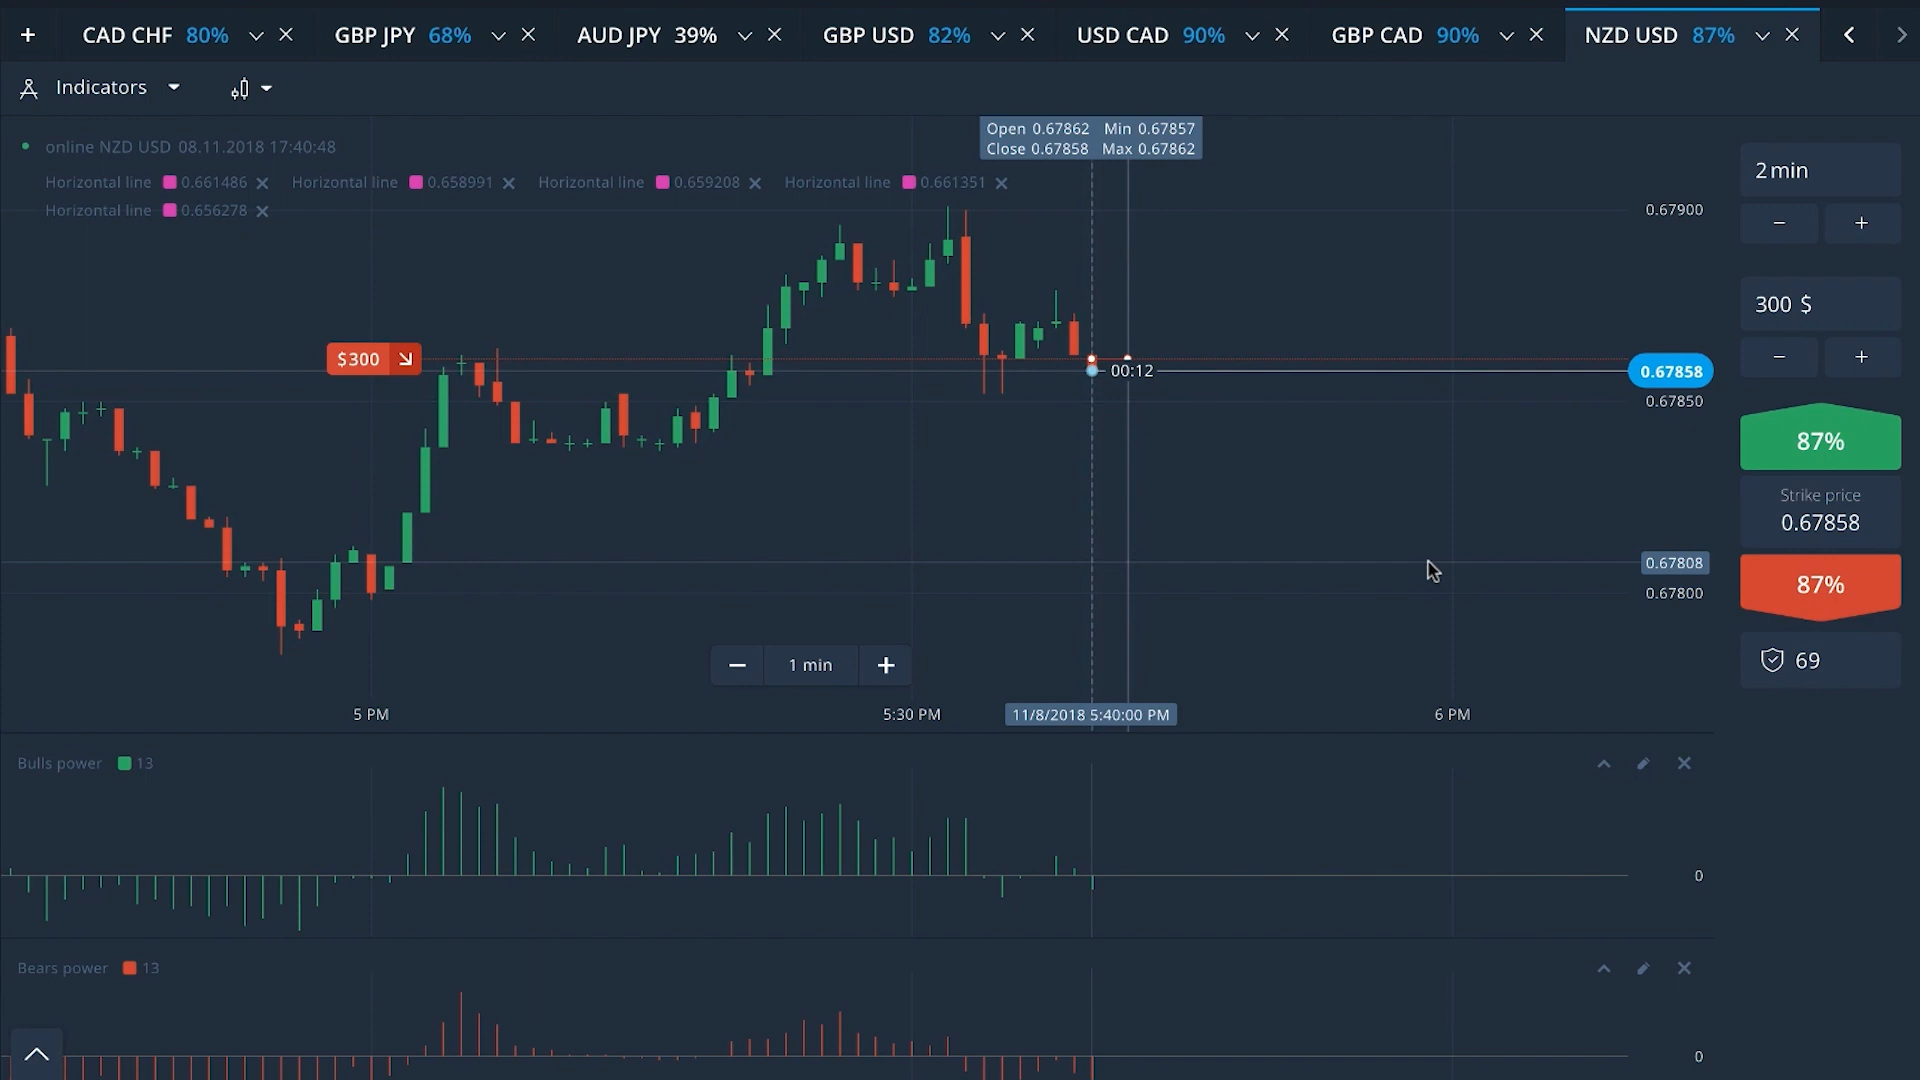 + CAD CHF 80% GBP JPY 68% AUD JPY 39% GBP USD 82% USD CAD 90% GBP CAD 90% NZD USD 87%
Indicators
Open 0.67862 Min 0.67857
Close 0.67858 Max 0.67862
online NZD USD 08.11.2018 17:40:48
Horizontal line 0.661486 Horizontal line 0.658991 Horizontal line 0.659208 Horizontal line 0.661351
Horizontal line 0.656278
0.67900
$300
00:12
0.67858
0.67850
0.67808
0.67800
− 1 min +
5 PM 5:30 PM 11/8/2018 5:40:00 PM 6 PM
2 min
− +
300 $
− +
87%
Strike price
0.67858
87%
69
Bulls power 13
0
Bears power 13
0